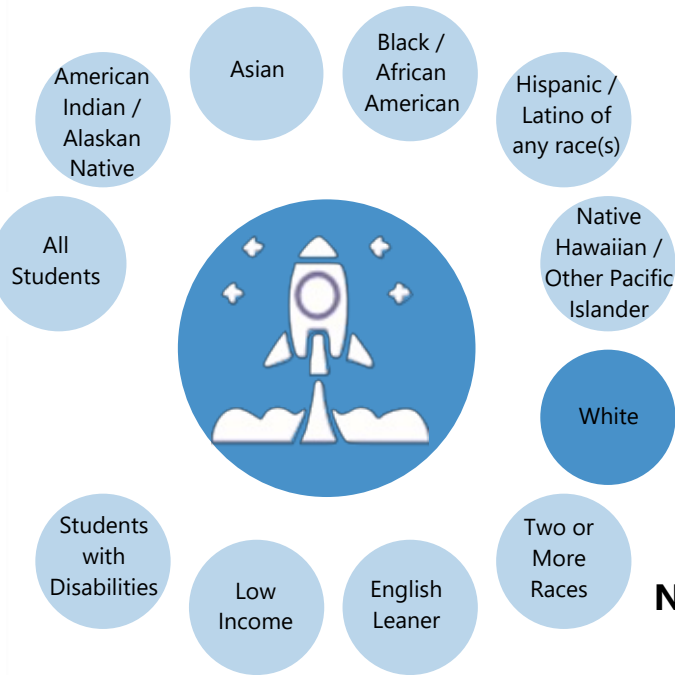 All
Students
American
Indian /
Alaskan
Native
Asian
Black /
African
American
Hispanic /
Latino of
any race(s)
Native
Hawaiian /
Other Pacific
Islander
White
Two or
More
Races
English
Leaner
Low
Income
Students
with
Disabilities
N